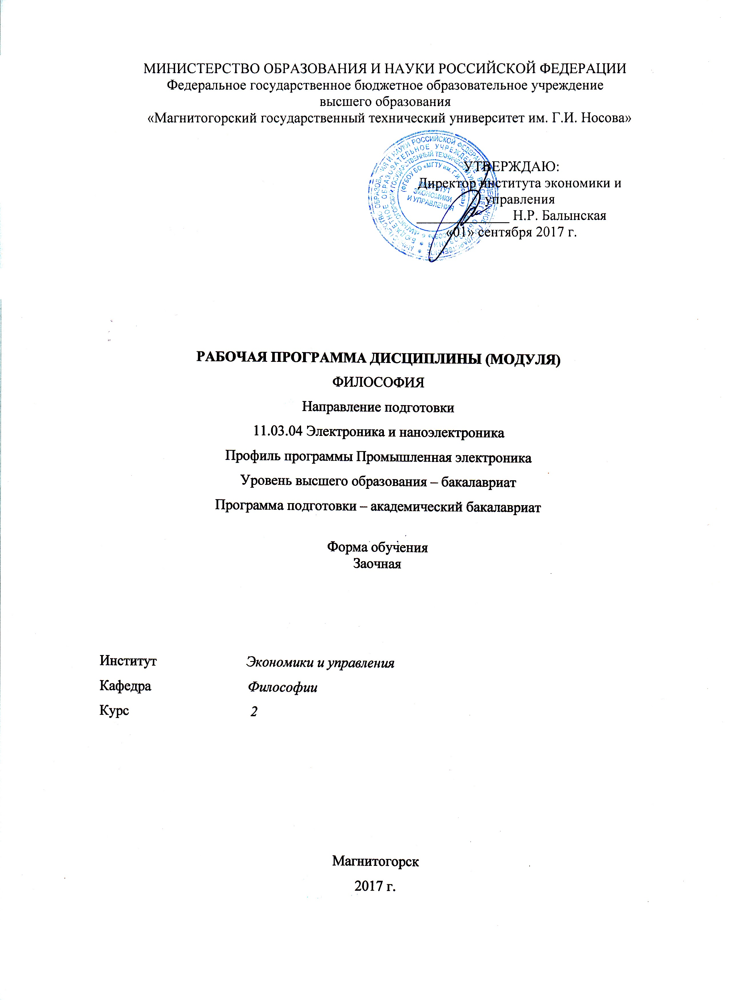 МИНИСТЕРСТВО ОБРАЗОВАНИЯ И НАУКИ РОССИЙСКОЙ ФЕДЕРАЦИИ
Федеральное государственное бюджетное образовательное учреждение
высшего образования
«Магнитогорский государственный технический университет им. Г.И. Носова»
УТВЕРЖДАЮ:
Директор института экономики и
управления
Н.Р. Балынская
«01» сентября 2017 г.
ИНСТИТУТ
ЭКОНОМИКИ
И УПРАВЛЕНИЯ
РАБОЧАЯ ПРОГРАММА ДИСЦИПЛИНЫ (МОДУЛЯ)
ФИЛОСОФИЯ
Направление подготовки
11.03.04 Электроника и наноэлектроника
Профиль программы Промышленная электроника
Уровень высшего образования – бакалавриат
Программа подготовки – академический бакалавриат
Форма обучения
Заочная
Институт Экономики и управления
Кафедра Философии
Курс 2
Магнитогорск
2017 г.